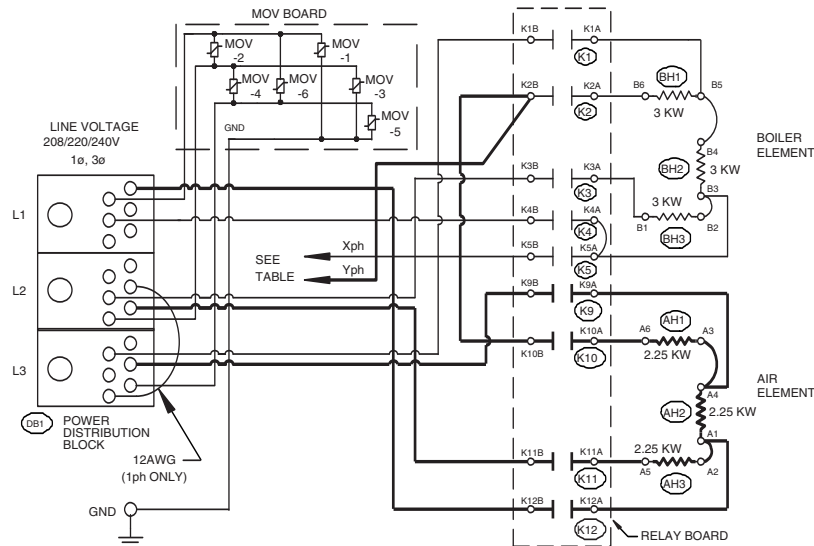 MOV BOARD
MOV
-2
MOV
-1
MOV
-4
MOV
-6
MOV
-3
MOV
-5
GND
LINE VOLTAGE
208/220/240V
1ø, 3ø
L1
L2
L3
DB1
POWER
DISTRIBUTION
BLOCK
12AWG
(1ph ONLY)
GND
SEE
TABLE
Xph
Yph
K1B
K1A
K1
K2B
K2A
K2
K3B
K3A
K3
K4B
K4A
K4
K5B
K5A
K5
K9B
K9A
K9
K10B
K10A
K10
K11B
K11A
K11
K12B
K12A
K12
RELAY BOARD
B6
BH1
B5
3 KW
B4
BH2
3 KW
B3
3 KW
B1
BH3
B2
BOILER
ELEMENT
A6
AH1
A3
2.25 KW
A4
AH2
2.25 KW
A1
2.25 KW
A5
AH3
A2
AIR
ELEMENT